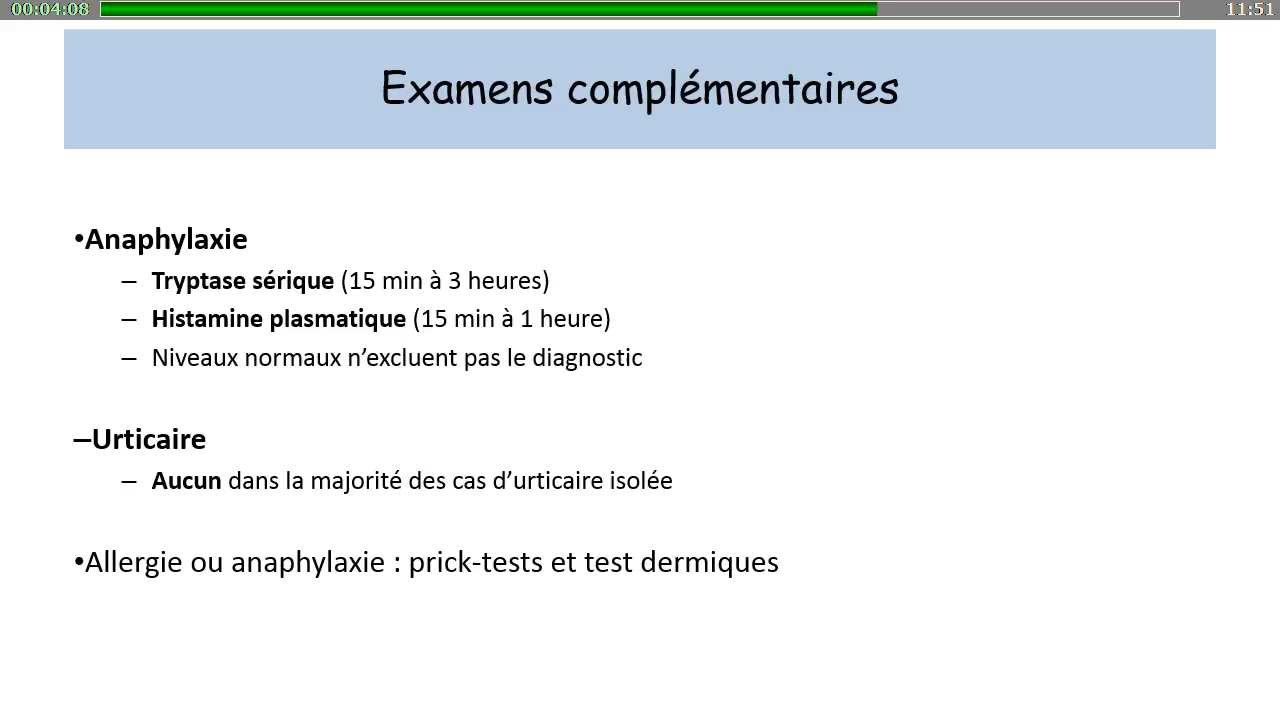 00:04:08
11:51
Examens complémentaires
•Anaphylaxie
– Tryptase sérique (15 min à 3 heures)
– Histamine plasmatique (15 min à 1 heure)
– Niveaux normaux n’excluent pas le diagnostic
–Urticaire
– Aucun dans la majorité des cas d’urticaire isolée
•Allergie ou anaphylaxie : prick-tests et test dermiques